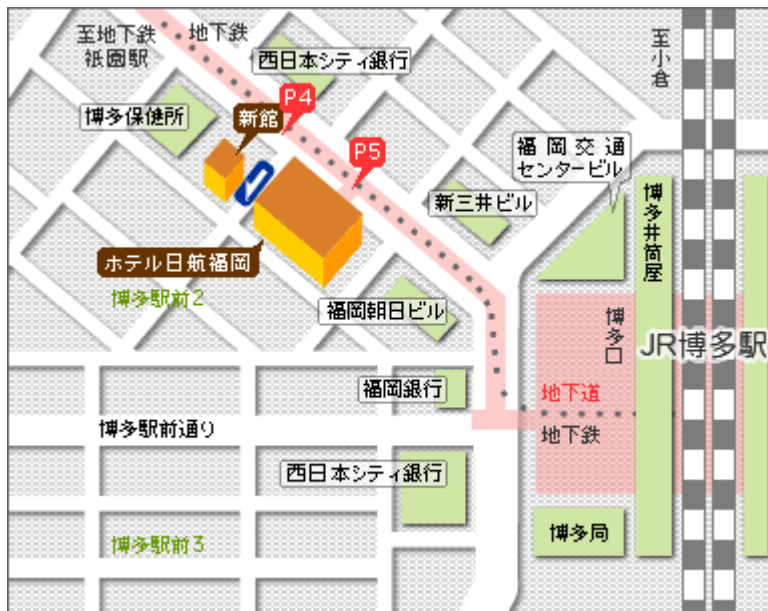 至地下鉄
祇園駅
地下鉄
西日本シティ銀行
至小倉
博多保健所
新館
P4
P5
福岡交通
センタービル
新三井ビル
博多井筒屋
ホテル日航福岡
博多駅前2
福岡朝日ビル
博多口
JR博多駅
福岡銀行
地下道
地下鉄
博多駅前通り
西日本シティ銀行
博多局
博多駅前3